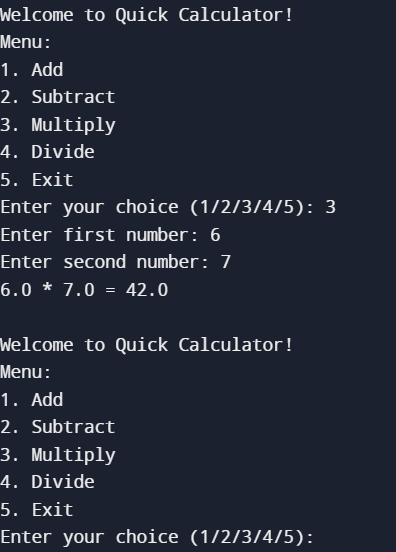 Welcome to Quick Calculator!
Menu:
1. Add
2. Subtract
3. Multiply
4. Divide
5. Exit
Enter your choice (1/2/3/4/5): 3
Enter first number: 6
Enter second number: 7
6.0 * 7.0 = 42.0

Welcome to Quick Calculator!
Menu:
1. Add
2. Subtract
3. Multiply
4. Divide
5. Exit
Enter your choice (1/2/3/4/5):